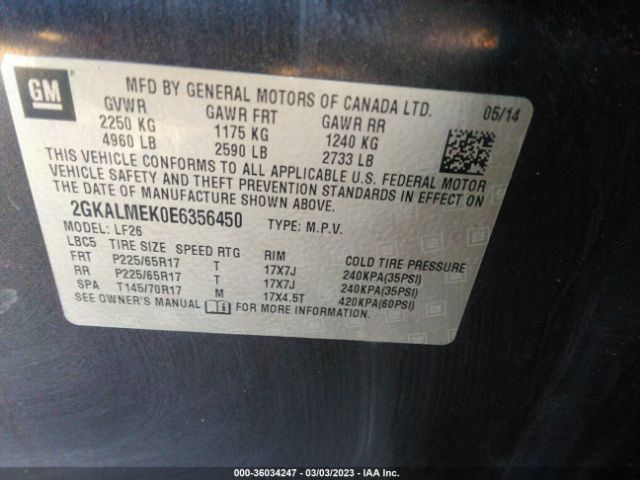 GM
MFD BY GENERAL MOTORS OF CANADA LTD.
05/14
GVWR GAWR FRT GAWR RR
2250 KG 1175 KG 1240 KG
4960 LB 2590 LB 2733 LB
THIS VEHICLE CONFORMS TO ALL APPLICABLE U.S. FEDERAL MOTOR
VEHICLE SAFETY AND THEFT PREVENTION STANDARDS IN EFFECT ON
THE DATE OF MANUFACTURE SHOWN ABOVE.
2GKALMEK0E6356450 TYPE: M.P.V.
MODEL: LF26
LBC5 TIRE SIZE SPEED RTG RIM COLD TIRE PRESSURE
FRT P225/65R17 T 17X7J 240KPA(35PSI)
RR P225/65R17 T 17X7J 240KPA(35PSI)
SPA T145/70R17 M 17X4.5T 420KPA(60PSI)
SEE OWNER'S MANUAL i FOR MORE INFORMATION.
000-36034247 - 03/03/2023 - IAA Inc.